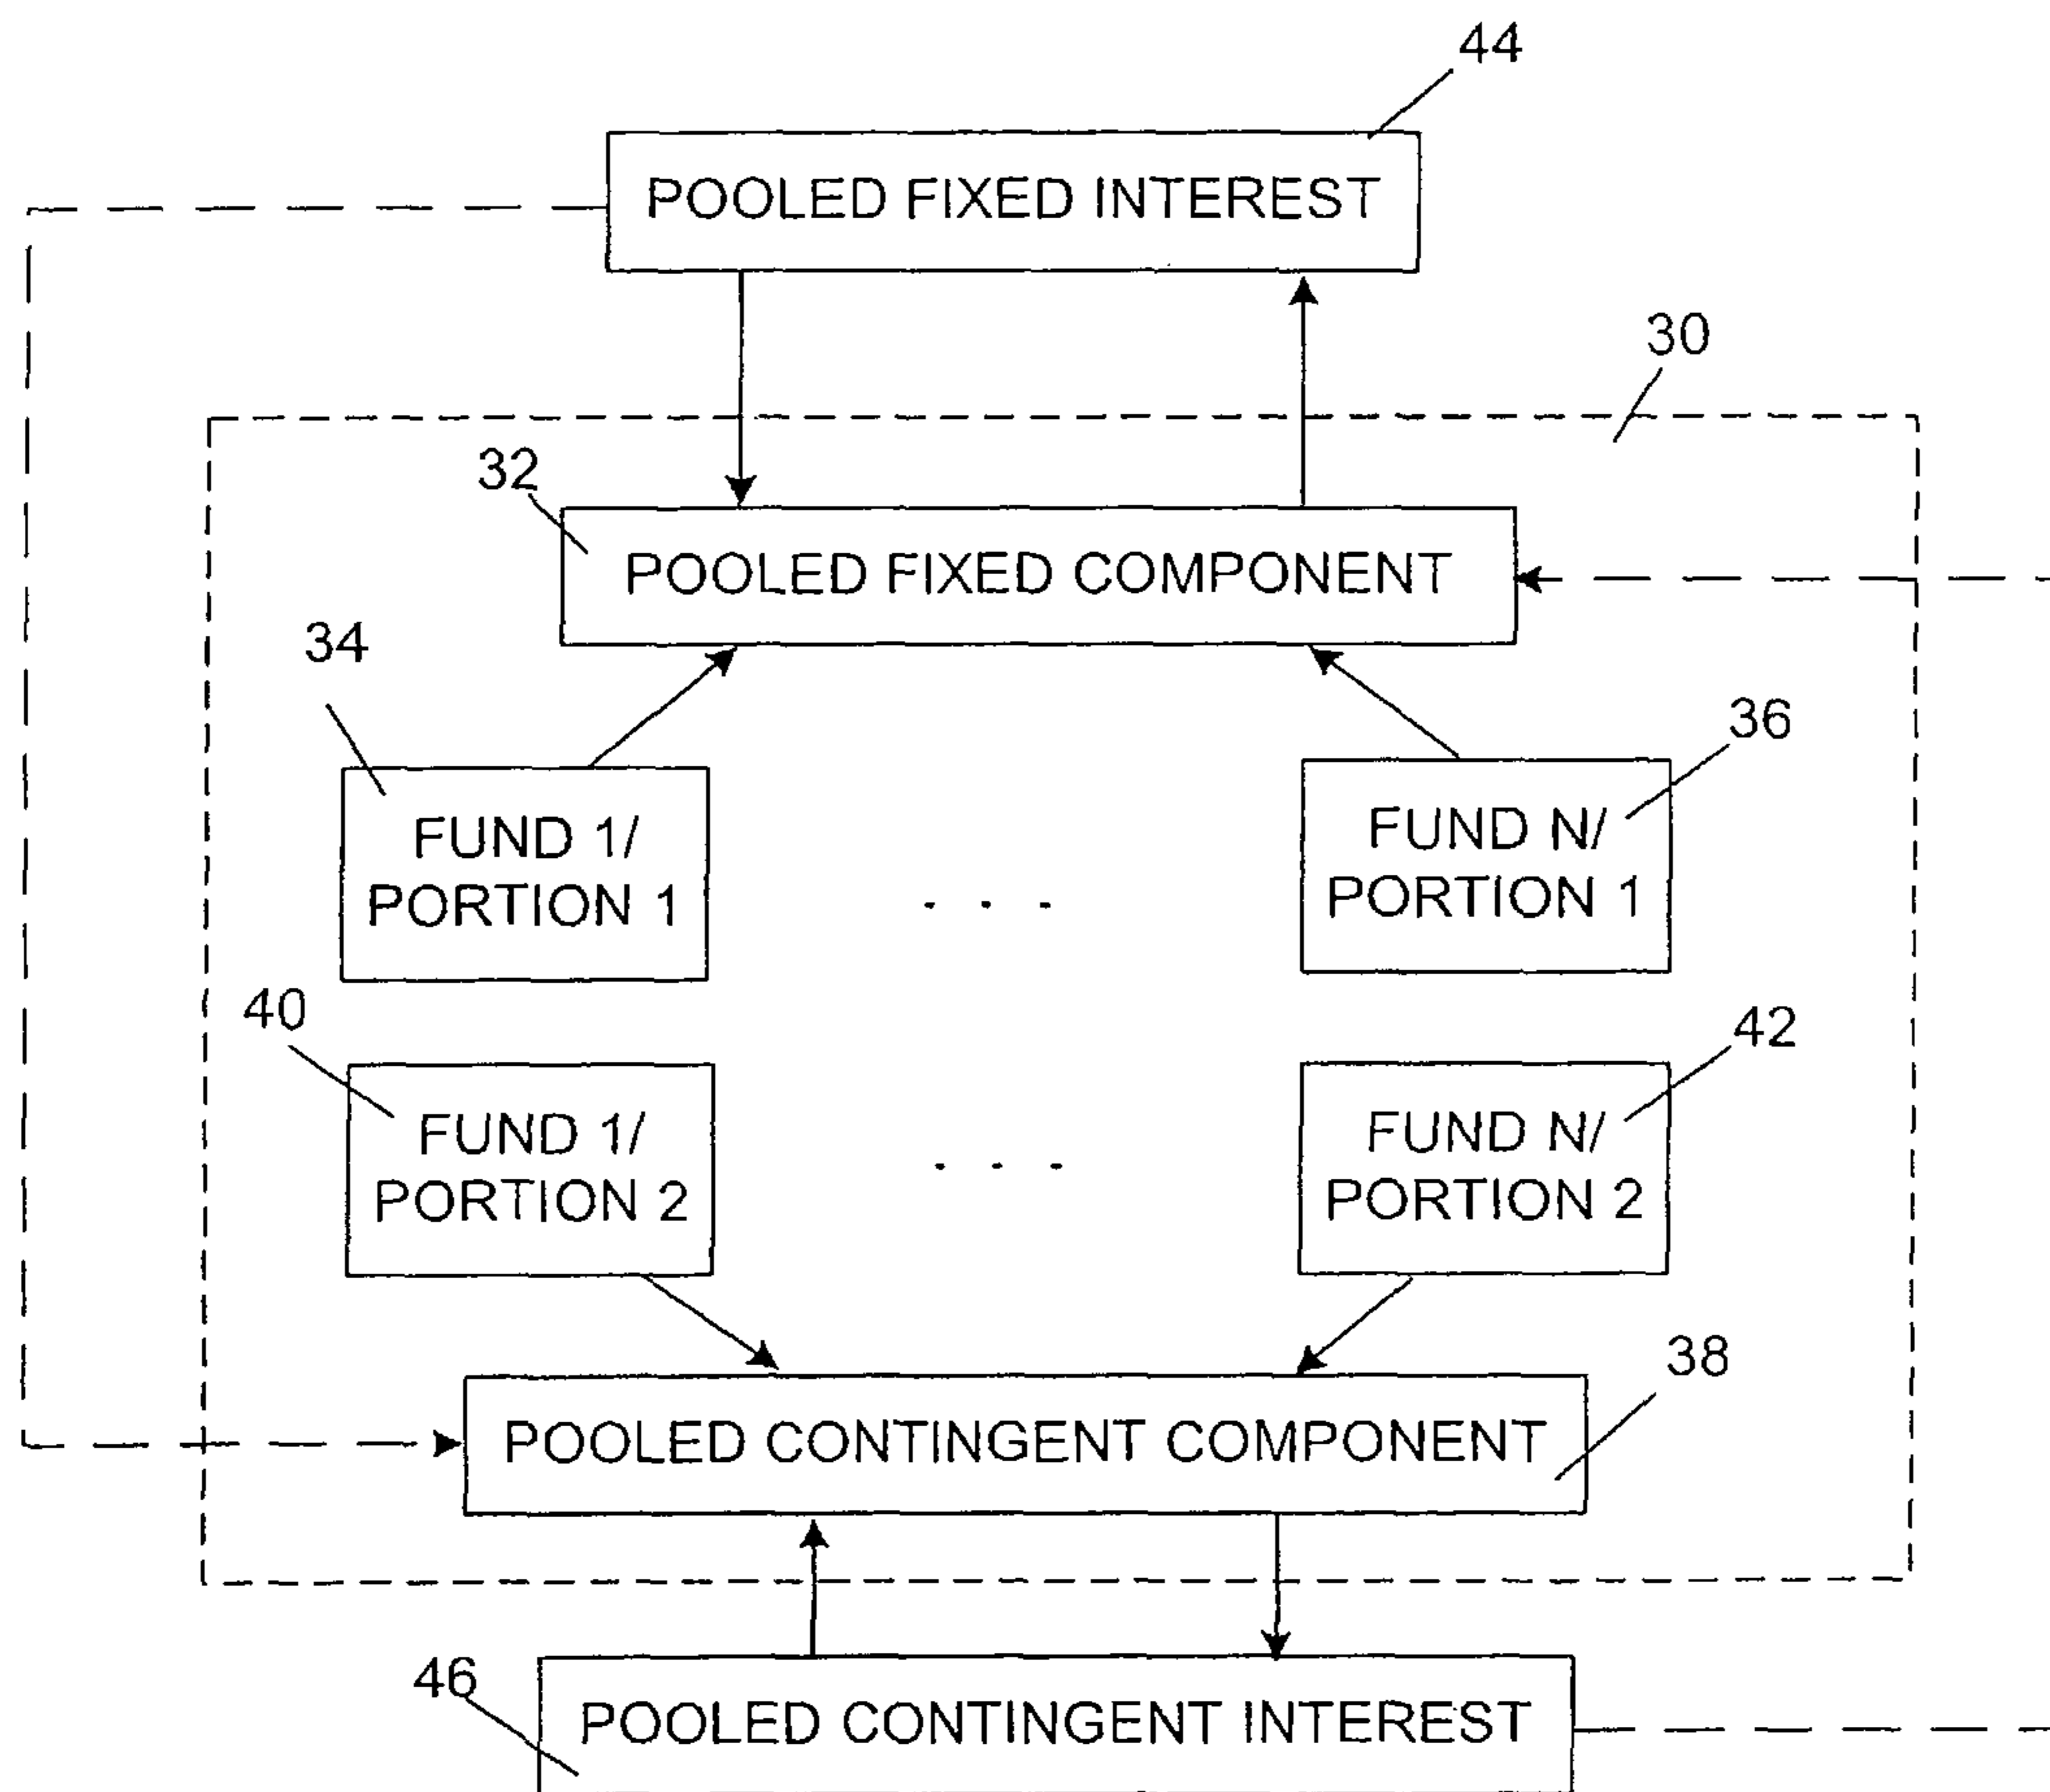 44
POOLED FIXED INTEREST
30
32
POOLED FIXED COMPONENT
34
36
FUND 1/
PORTION 1
. . .
FUND N/
PORTION 1
40
42
FUND 1/
PORTION 2
. . .
FUND N/
PORTION 2
38
POOLED CONTINGENT COMPONENT
46
POOLED CONTINGENT INTEREST